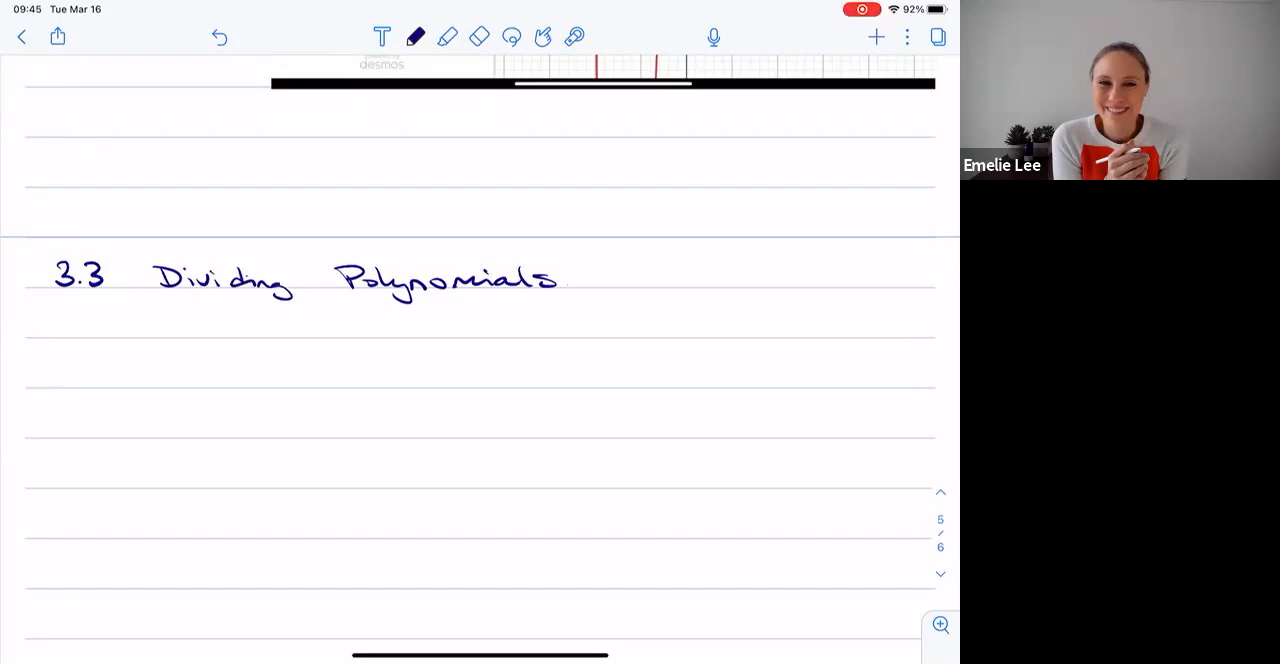 09:45 Tue Mar 16
92%
T
desmos
Emelie Lee
3.3 Dividing Polynomials
5
/
6